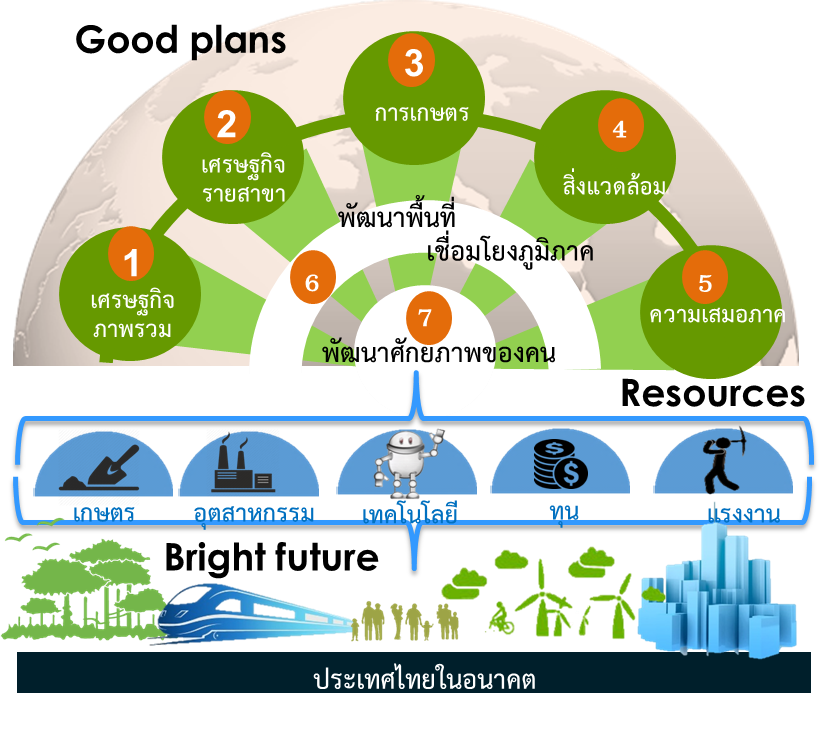 Good plans
1
เศรษฐกิจ
ภาพรวม
2
เศรษฐกิจ
รายสาขา
3
การเกษตร
4
สิ่งแวดล้อม
5
ความเสมอภาค
6
พัฒนาพื้นที่
เชื่อมโยงภูมิภาค
7
พัฒนาศักยภาพของคน
Resources
เกษตร
อุตสาหกรรม
เทคโนโลยี
ทุน
แรงงาน
Bright future
ประเทศไทยในอนาคต